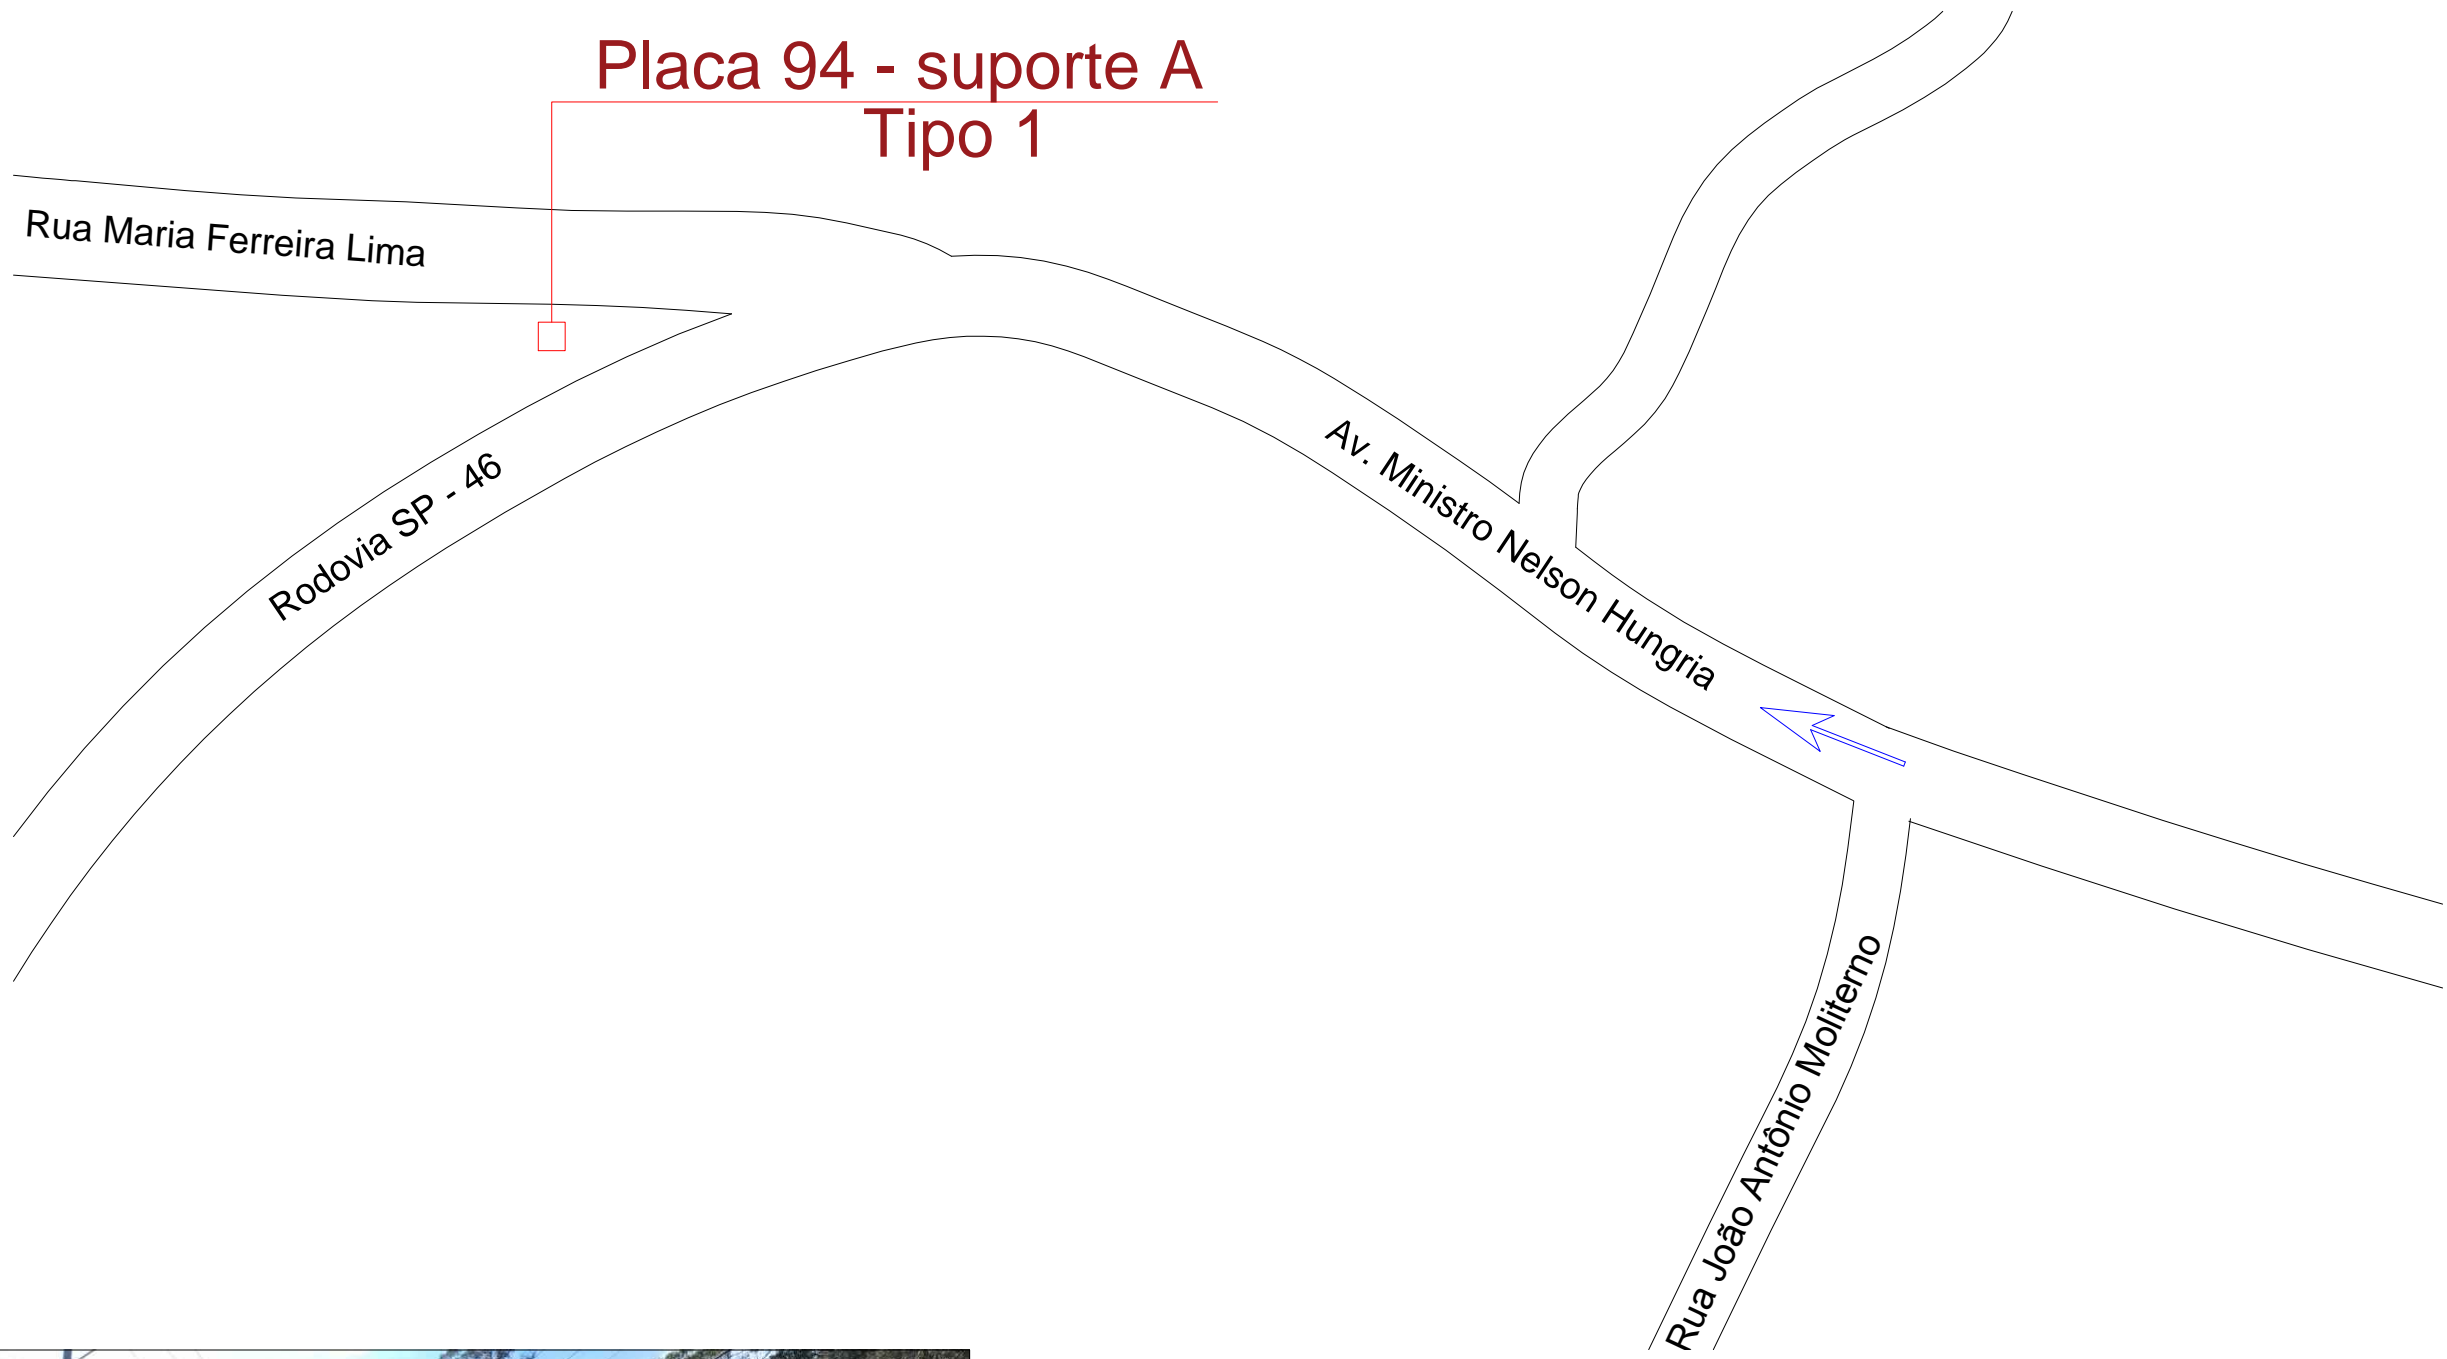 Placa 94 - suporte A
Tipo 1
Rua Maria Ferreira Lima
Rodovia SP - 46
Av. Ministro Nelson Hungria
Rua João Antônio Moliterno